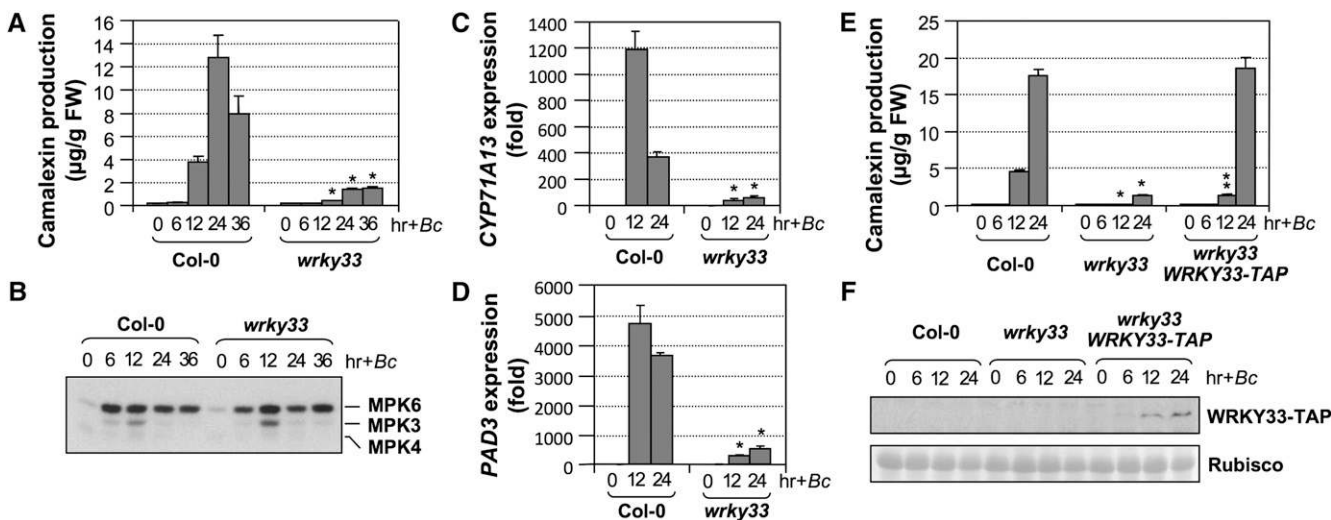 A
Camalexin production
(µg/g FW)
16
14
12
10
8
6
4
2
0
* * *
0 6 12 24 36 0 6 12 24 36 hr+Bc
Col-0 wrky33
B
Col-0 wrky33
0 6 12 24 36 0 6 12 24 36 hr+Bc
MPK6
MPK3
MPK4
C
CYP71A13 expression
(fold)
1400
1200
1000
800
600
400
200
0
* *
0 12 24 0 12 24 hr+Bc
Col-0 wrky33
D
PAD3 expression
(fold)
6000
5000
4000
3000
2000
1000
0
* *
0 12 24 0 12 24 hr+Bc
Col-0 wrky33
E
Camalexin production
(µg/g FW)
25
20
15
10
5
0
* * **
0 6 12 24 0 6 12 24 0 6 12 24 hr+Bc
Col-0 wrky33 wrky33
WRKY33-TAP
F
Col-0 wrky33 wrky33
WRKY33-TAP
0 6 12 24 0 6 12 24 0 6 12 24 hr+Bc
WRKY33-TAP
Rubisco